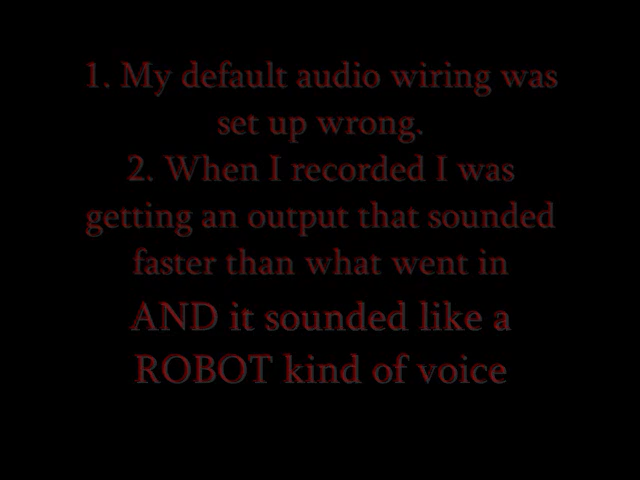 1. My default audio wiring was
set up wrong.
2. When I recorded I was
getting an output that sounded
faster than what went in
AND it sounded like a
ROBOT kind of voice